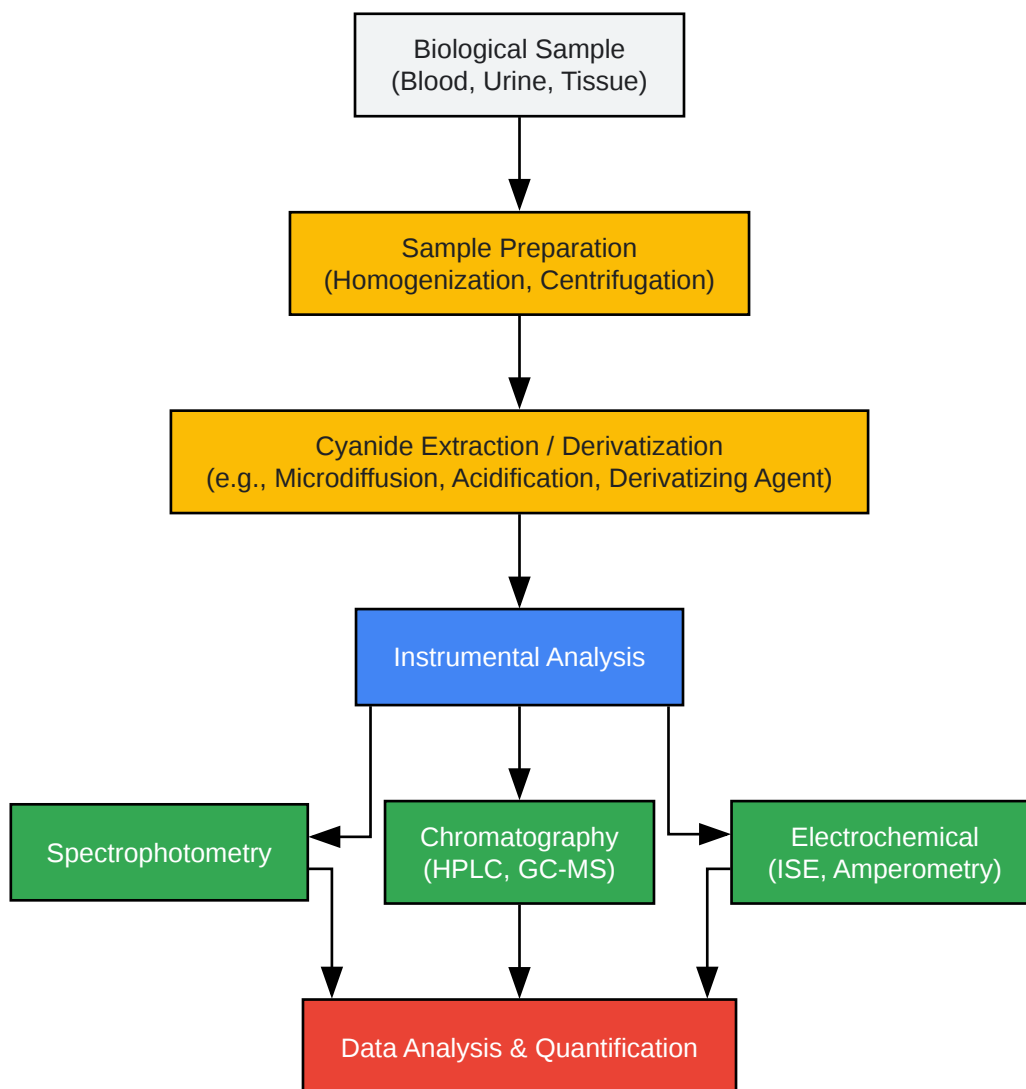 Biological Sample
(Blood, Urine, Tissue)
Sample Preparation
(Homogenization, Centrifugation)
Cyanide Extraction / Derivatization
(e.g., Microdiffusion, Acidification, Derivatizing Agent)
Instrumental Analysis
Spectrophotometry
Chromatography
(HPLC, GC-MS)
Electrochemical
(ISE, Amperometry)
Data Analysis & Quantification